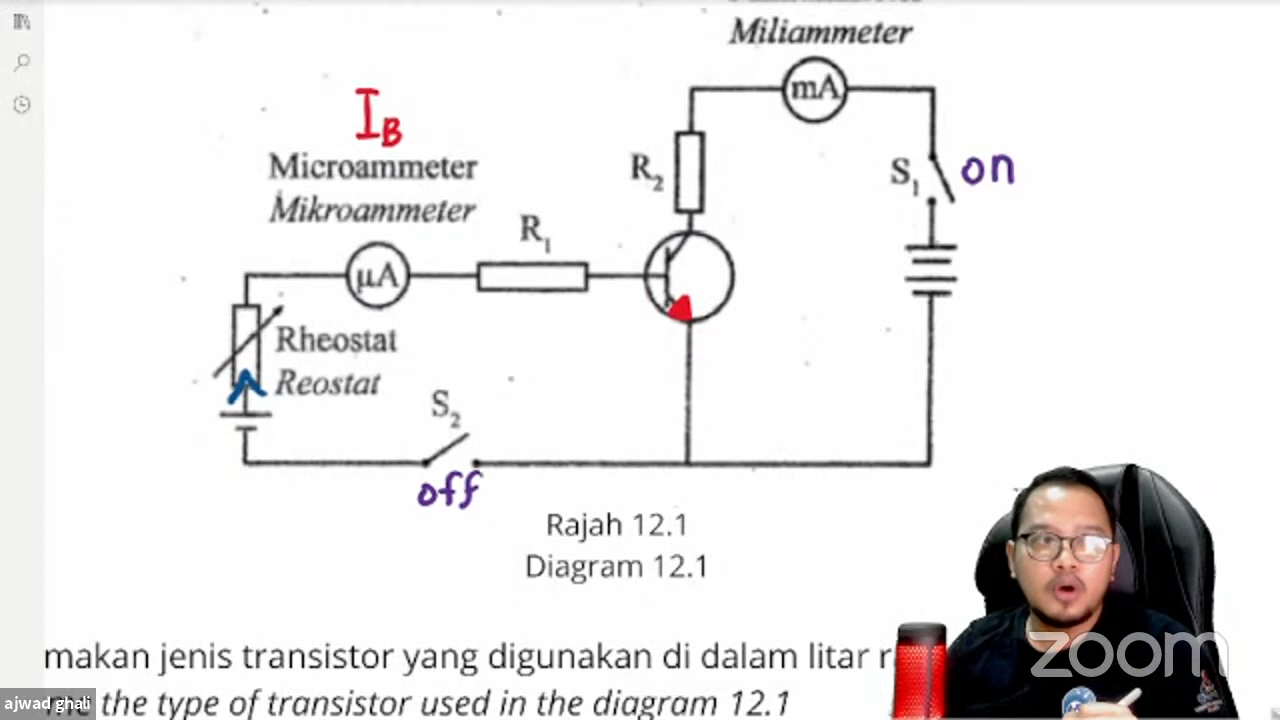 Miliammeter
mA
I_B
Microammeter
Mikroammeter
R₂
S₁ on
R₁
μA
Rheostat
Reostat
S₂
off
Rajah 12.1
Diagram 12.1
makan jenis transistor yang digunakan di dalam litar
the type of transistor used in the diagram 12.1
ajwad ghali
zoom